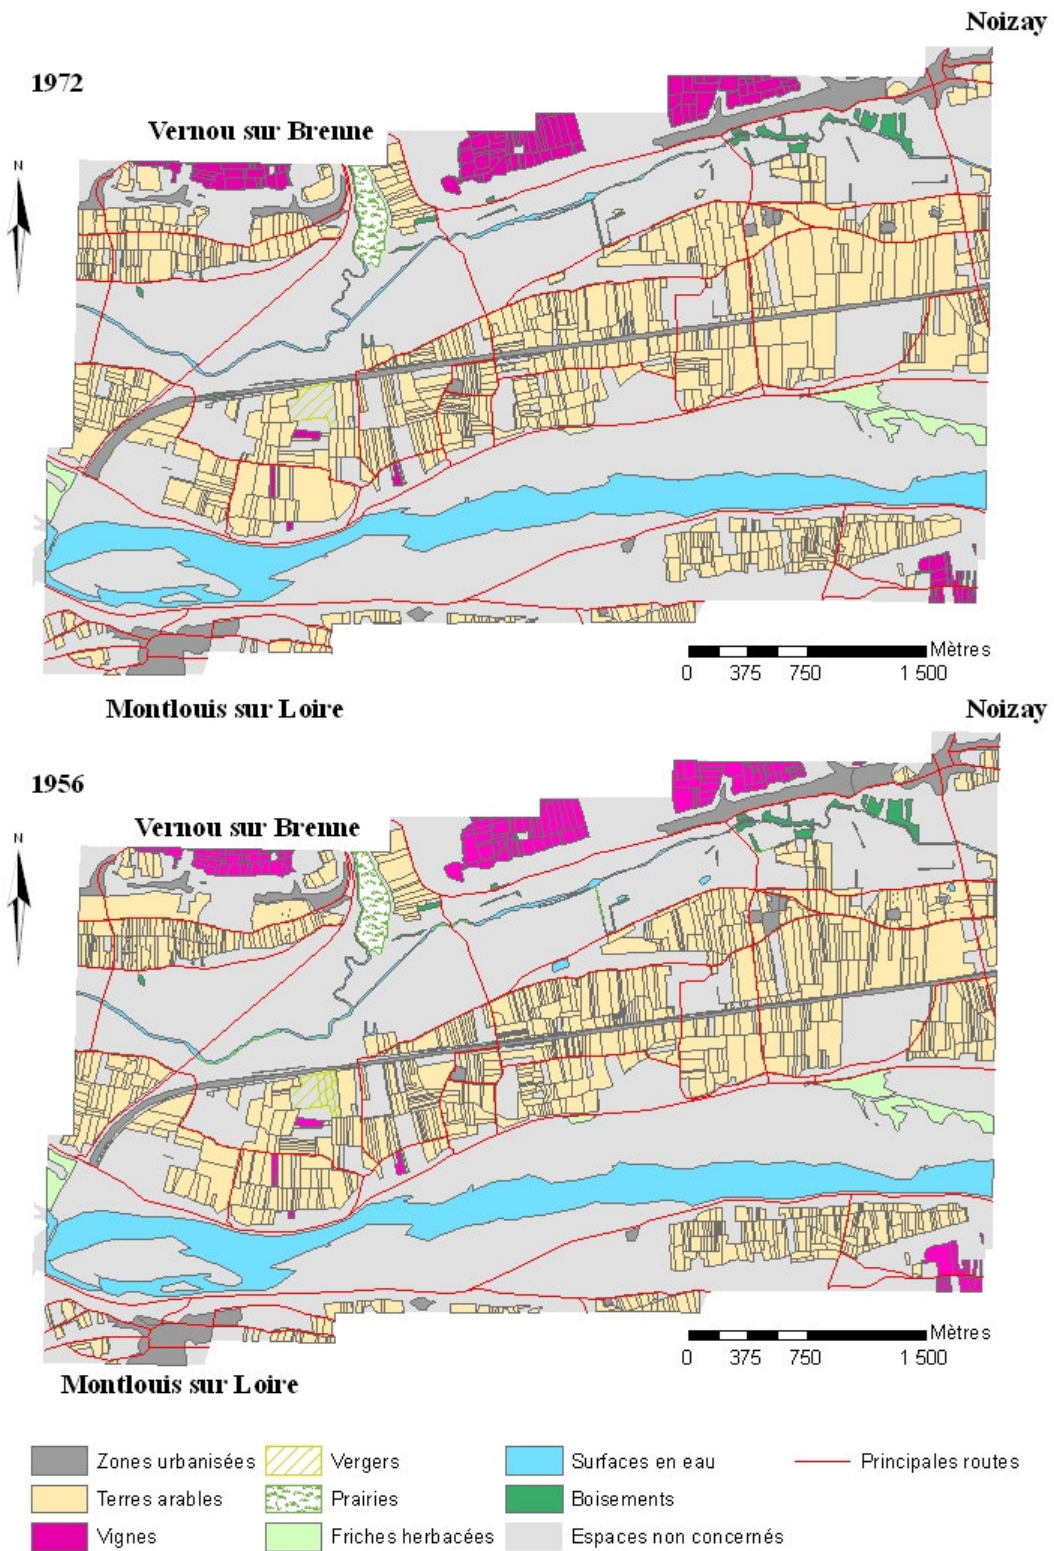 Noizay
1972
Vernou sur Brenne
N
Mètres
0 375 750 1 500
Montlouis sur Loire
Noizay
1956
Vernou sur Brenne
N
Mètres
0 375 750 1 500
Montlouis sur Loire
Zones urbanisées Vergers Surfaces en eau Principales routes
Terres arables Prairies Boisements
Vignes Friches herbacées Espaces non concernés